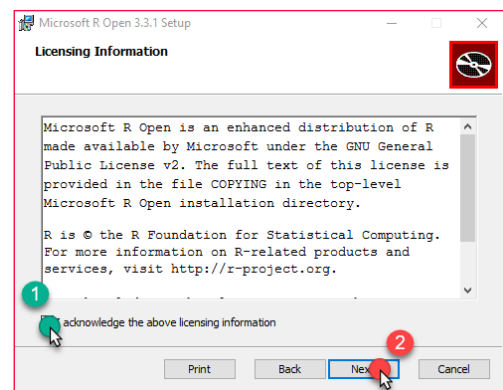 Microsoft R Open 3.3.1 Setup
Licensing Information
Microsoft R Open is an enhanced distribution of R
made available by Microsoft under the GNU General
Public License v2. The full text of this license is
provided in the file COPYING in the top-level
Microsoft R Open installation directory.
R is © the R Foundation for Statistical Computing.
For more information on R-related products and
services, visit http://r-project.org.
1
acknowledge the above licensing information
2
Print Back Nex Cancel